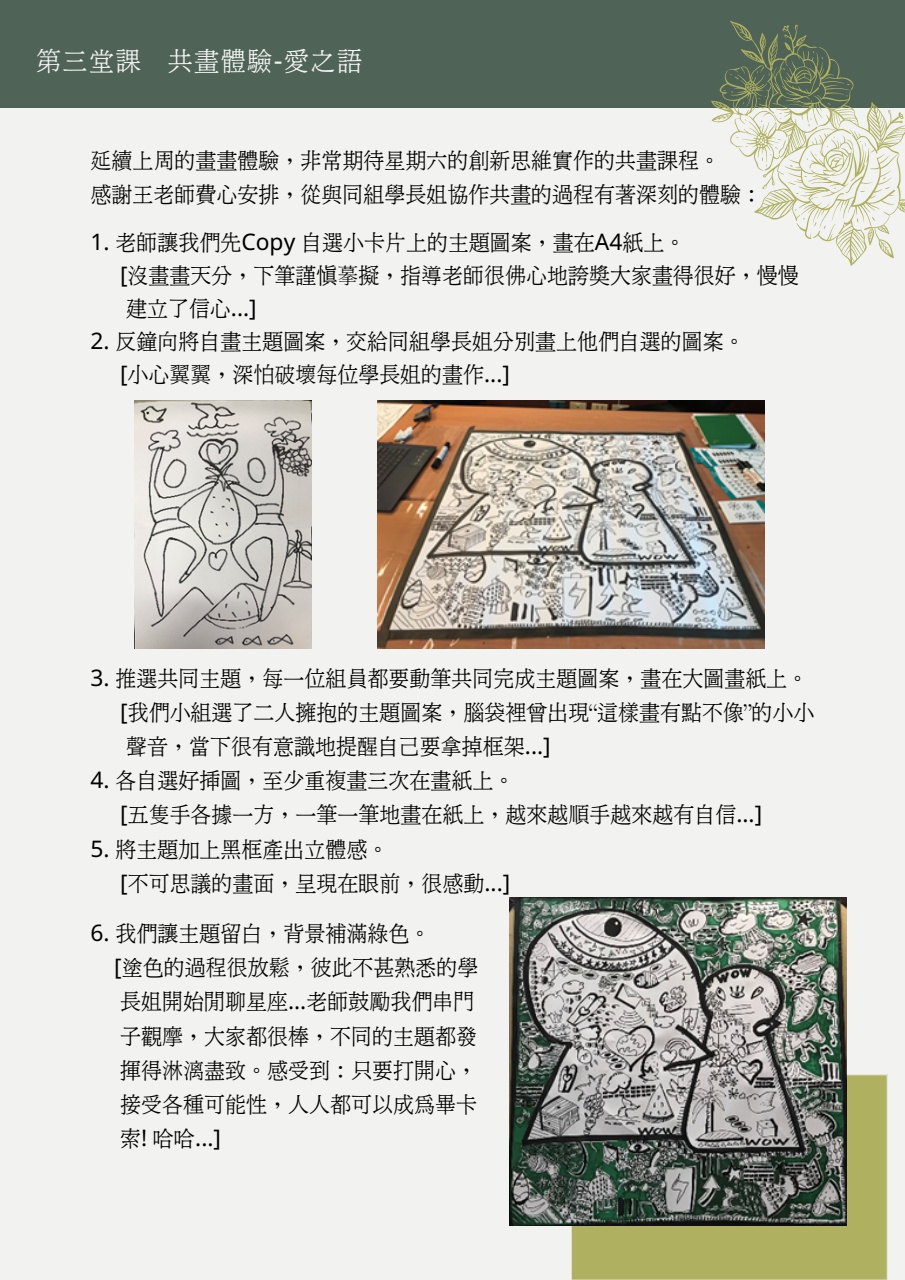 第三堂課　共畫體驗-愛之語
延續上周的畫畫體驗，非常期待星期六的創新思維實作的共畫課程。
感謝王老師費心安排，從與同組學長姐協作共畫的過程有著深刻的體驗：
1. 老師讓我們先Copy 自選小卡片上的主題圖案，畫在A4紙上。
[沒畫畫天分，下筆謹慎摹擬，指導老師很佛心地誇獎大家畫得很好，慢慢
建立了信心...]
2. 反鐘向將自畫主題圖案，交給同組學長姐分別畫上他們自選的圖案。
[小心翼翼，深怕破壞每位學長姐的畫作...]
WOW
WOW
3. 推選共同主題，每一位組員都要動筆共同完成主題圖案，畫在大圖畫紙上。
[我們小組選了二人擁抱的主題圖案，腦袋裡曾出現“這樣畫有點不像”的小小
聲音，當下很有意識地提醒自己要拿掉框架...]
4. 各自選好揷圖，至少重複畫三次在畫紙上。
[五隻手各據一方，一筆一筆地畫在紙上，越來越順手越來越有自信...]
5. 將主題加上黑框產出立體感。
[不可思議的畫面，呈現在眼前，很感動...]
6. 我們讓主題留白，背景補滿綠色。
[塗色的過程很放鬆，彼此不甚熟悉的學
長姐開始閒聊星座...老師鼓勵我們串門
子觀摩，大家都很棒，不同的主題都發
揮得淋漓盡致。感受到：只要打開心，
接受各種可能性，人人都可以成爲畢卡
索! 哈哈...]
WOW
WOW
WOW